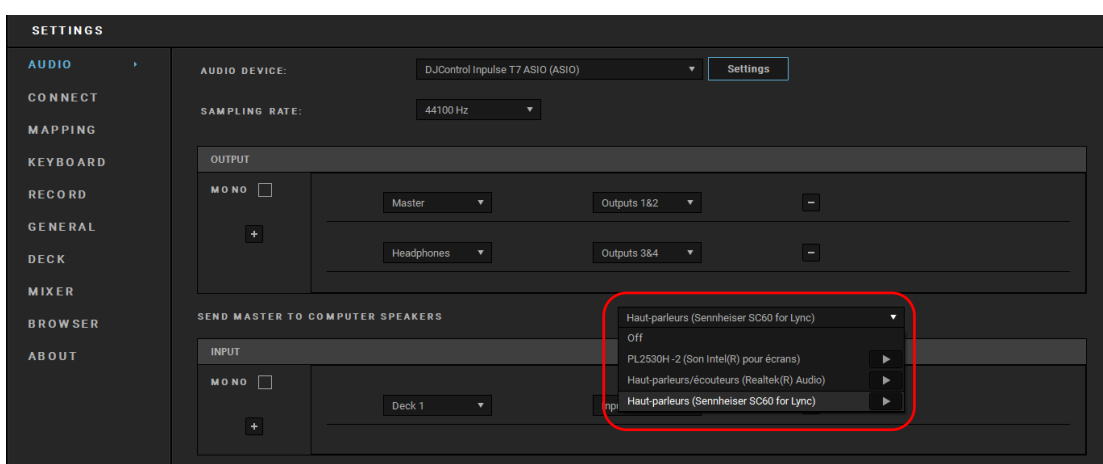 SETTINGS
AUDIO
CONNECT
MAPPING
KEYBOARD
RECORD
GENERAL
DECK
MIXER
BROWSER
ABOUT
AUDIO DEVICE:
DJControl Inpulse T7 ASIO (ASIO)
Settings
SAMPLING RATE:
44100 Hz
OUTPUT
MONO
+
Master
Outputs 1&2
−
Headphones
Outputs 3&4
−
SEND MASTER TO COMPUTER SPEAKERS
Haut-parleurs (Sennheiser SC60 for Lync)
Off
PL2530H -2 (Son Intel(R) pour écrans)
Haut-parleurs/écouteurs (Realtek(R) Audio)
Haut-parleurs (Sennheiser SC60 for Lync)
INPUT
MONO
+
Deck 1